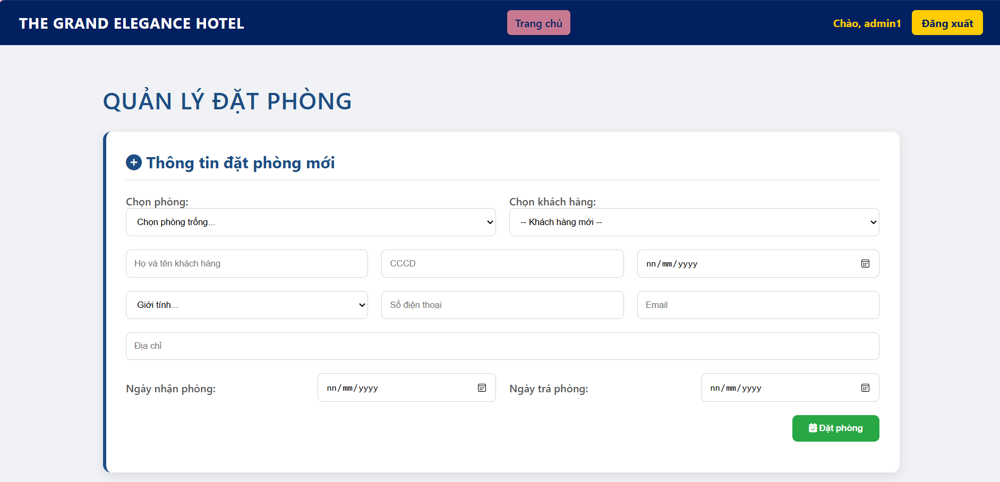 THE GRAND ELEGANCE HOTEL
Trang chủ
Chào, admin1
Đăng xuất
QUẢN LÝ ĐẶT PHÒNG
Thông tin đặt phòng mới
Chọn phòng:
Chọn khách hàng:
Chọn phòng trống...
-- Khách hàng mới --
Họ và tên khách hàng
CCCD
nn/mm/yyyy
Giới tính...
Số điện thoại
Email
Địa chỉ
Ngày nhận phòng:
nn/mm/yyyy
Ngày trả phòng:
nn/mm/yyyy
Đặt phòng